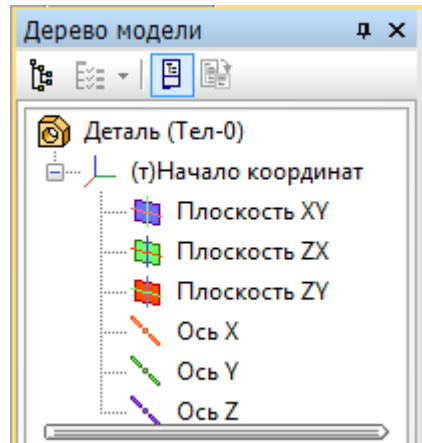 Дерево модели
Деталь (Тел-0)
(т)Начало координат
Плоскость XY
Плоскость ZX
Плоскость ZY
Ось X
Ось Y
Ось Z